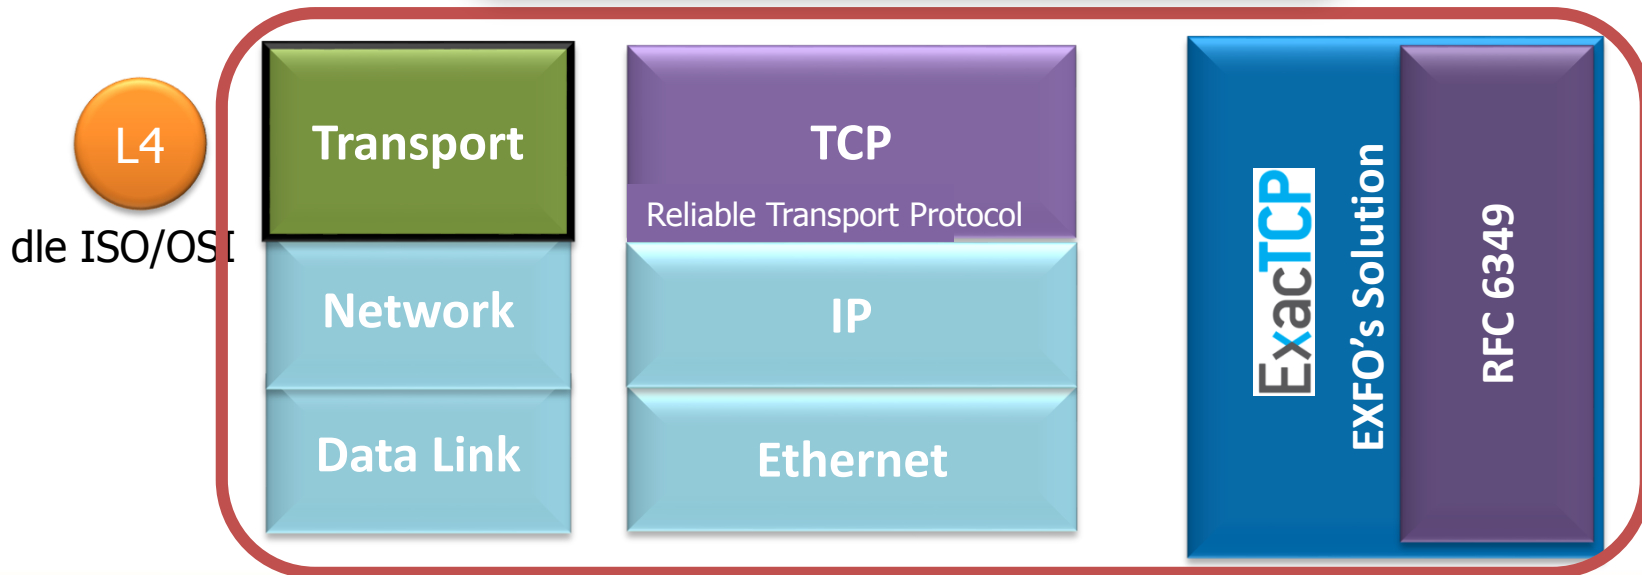 L4
dle ISO/OSI
Transport
Network
Data Link
TCP
Reliable Transport Protocol
IP
Ethernet
ExacTCP
EXFO’s Solution
RFC 6349